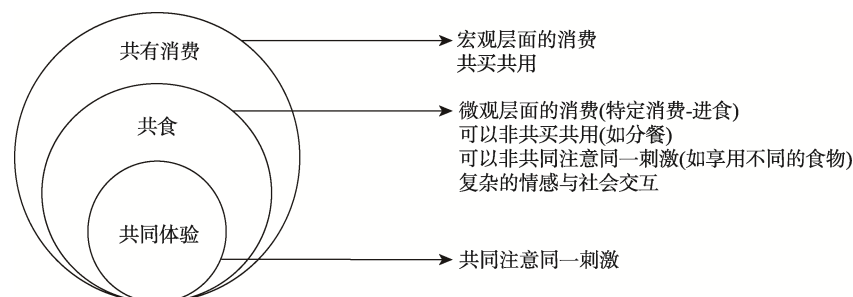 共有消费
宏观层面的消费
共买共用
共食
微观层面的消费(特定消费-进食)
可以非共买共用(如分餐)
可以非共同注意同一刺激(如享用不同的食物)
复杂的情感与社会交互
共同体验
共同注意同一刺激